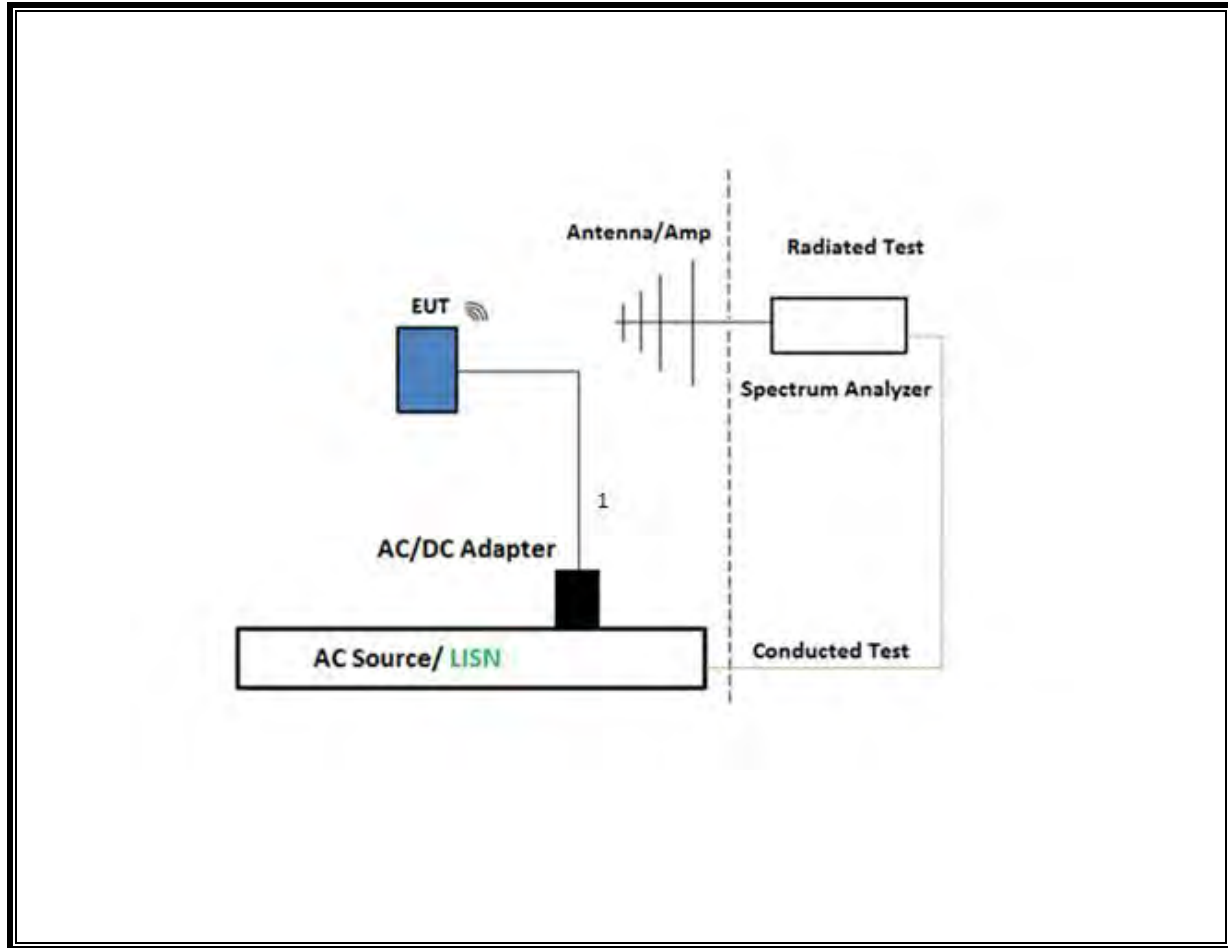 Antenna/Amp
Radiated Test
EUT
Spectrum Analyzer
1
AC/DC Adapter
AC Source/ LISN
Conducted Test